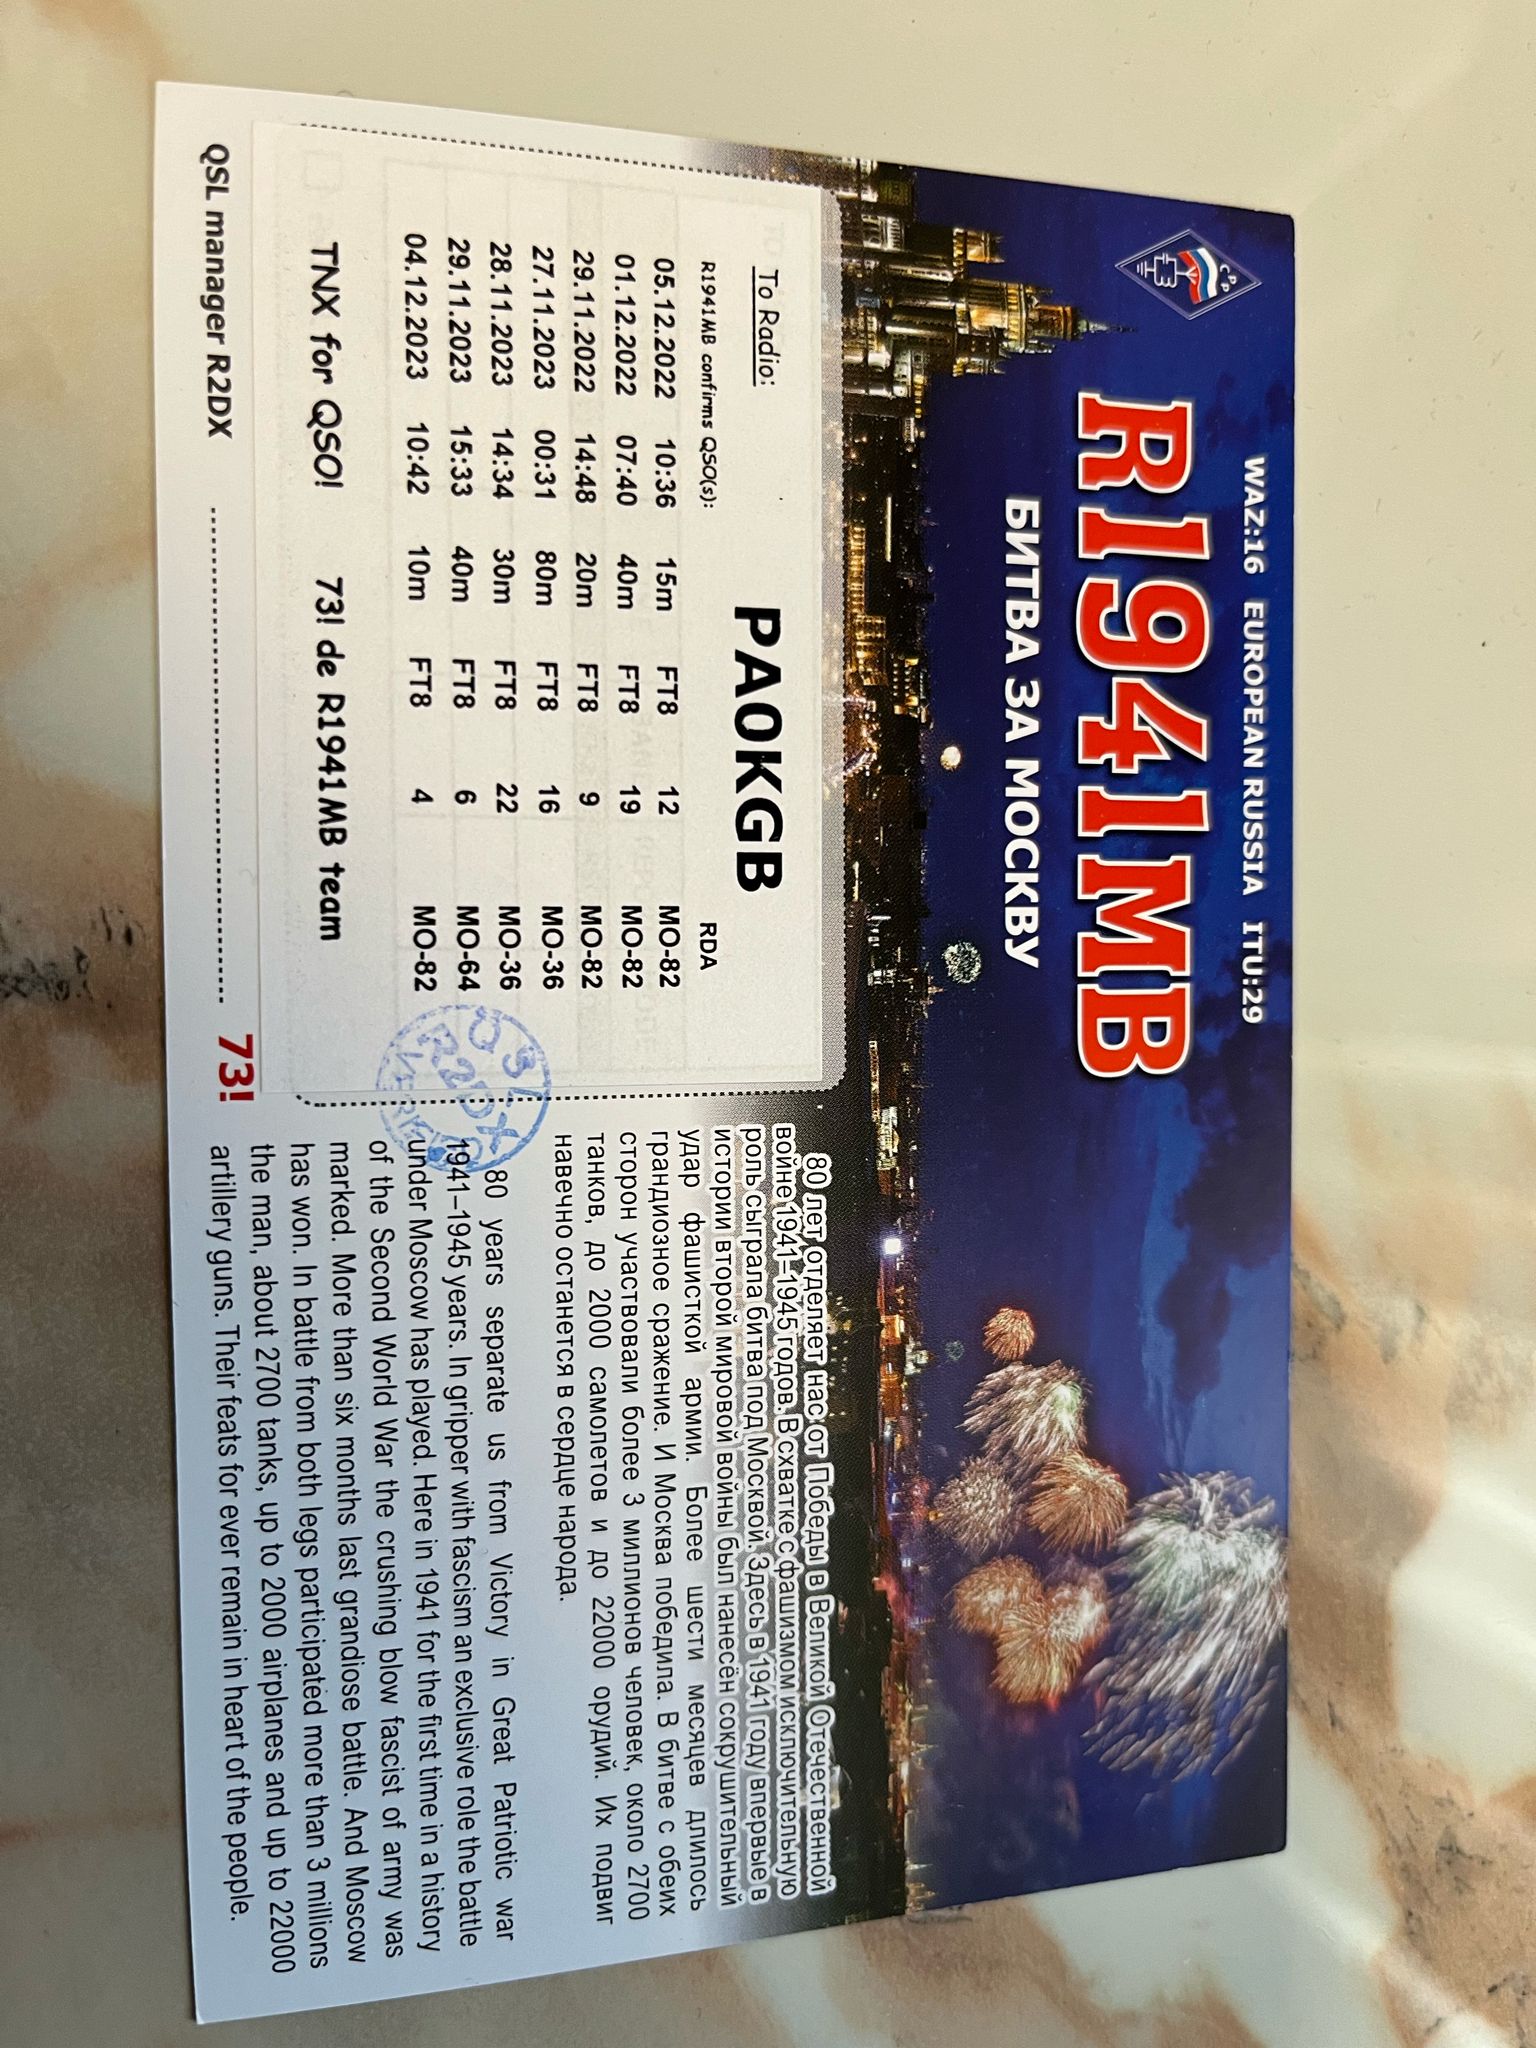 WAZ:16 EUROPEAN RUSSIA ITU:29
СРР
R1941MB
БИТВА ЗА МОСКВУ
To Radio: PA0KGB
R1941MB confirms QSO(s): RDA
05.12.2022 10:36 15m FT8 12 MO-82
01.12.2022 07:40 40m FT8 19 MO-82
29.11.2022 14:48 20m FT8 9 MO-82
27.11.2023 00:31 80m FT8 16 MO-36
28.11.2023 14:34 30m FT8 22 MO-36
29.11.2023 15:33 40m FT8 6 MO-64
04.12.2023 10:42 10m FT8 4 MO-82
TNX for QSO! 73! de R1941MB team
QSL manager R2DX 73!
QSL
R2DX
80 лет отделяет нас от Победы в Великой Отечественной
войне 1941–1945 годов. В схватке с фашизмом исключительную
роль сыграла битва под Москвой. Здесь в 1941 году впервые в
истории второй мировой войны был нанесён сокрушительный
удар фашисткой армии. Более шести месяцев длилось
грандиозное сражение. И Москва победила. В битве с обеих
сторон участвовали более 3 миллионов человек, около 2700
танков, до 2000 самолетов и до 22000 орудий. Их подвиг
навечно останется в сердце народа.
80 years separate us from Victory in Great Patriotic war
1941–1945 years. In gripper with fascism an exclusive role the battle
under Moscow has played. Here in 1941 for the first time in a history
of the Second World War the crushing blow fascist of army was
marked. More than six months last grandiose battle. And Moscow
has won. In battle from both legs participated more than 3 millions
the man, about 2700 tanks, up to 2000 airplanes and up to 22000
artillery guns. Their feats for ever remain in heart of the people.